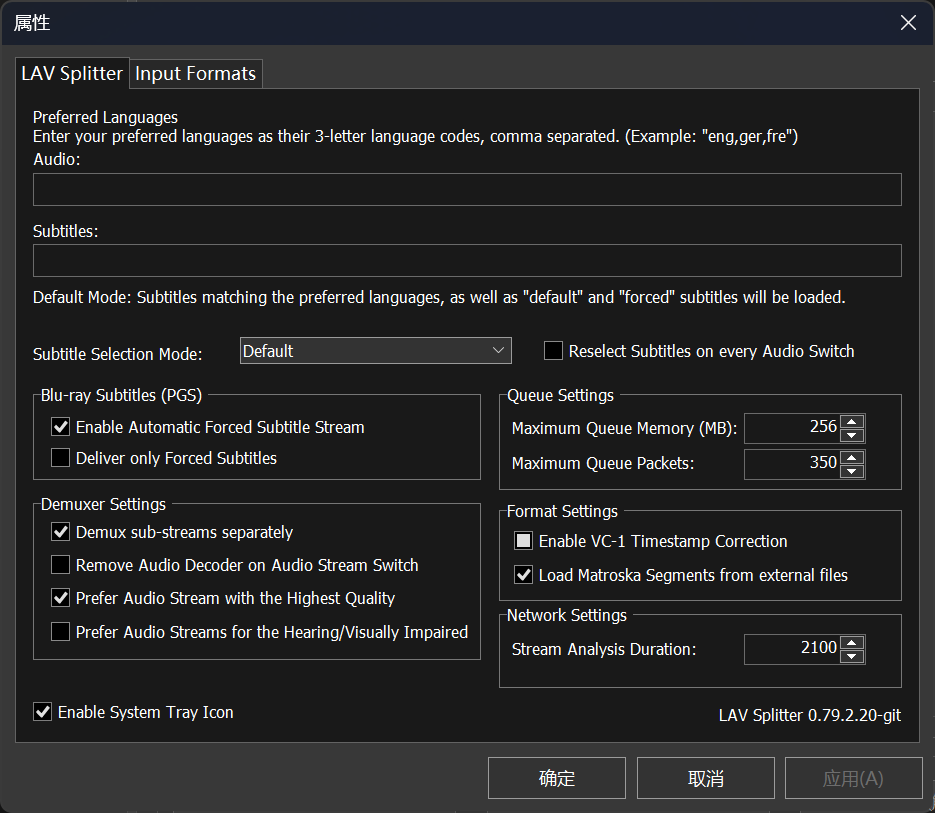 属性
LAV Splitter
Input Formats
Preferred Languages
Enter your preferred languages as their 3-letter language codes, comma separated. (Example: "eng,ger,fre")
Audio:
Subtitles:
Default Mode: Subtitles matching the preferred languages, as well as "default" and "forced" subtitles will be loaded.
Subtitle Selection Mode:
Default
Reselect Subtitles on every Audio Switch
Blu-ray Subtitles (PGS)
Enable Automatic Forced Subtitle Stream
Deliver only Forced Subtitles
Queue Settings
Maximum Queue Memory (MB):
256
Maximum Queue Packets:
350
Demuxer Settings
Demux sub-streams separately
Remove Audio Decoder on Audio Stream Switch
Prefer Audio Stream with the Highest Quality
Prefer Audio Streams for the Hearing/Visually Impaired
Format Settings
Enable VC-1 Timestamp Correction
Load Matroska Segments from external files
Network Settings
Stream Analysis Duration:
2100
Enable System Tray Icon
LAV Splitter 0.79.2.20-git
确定
取消
应用(A)